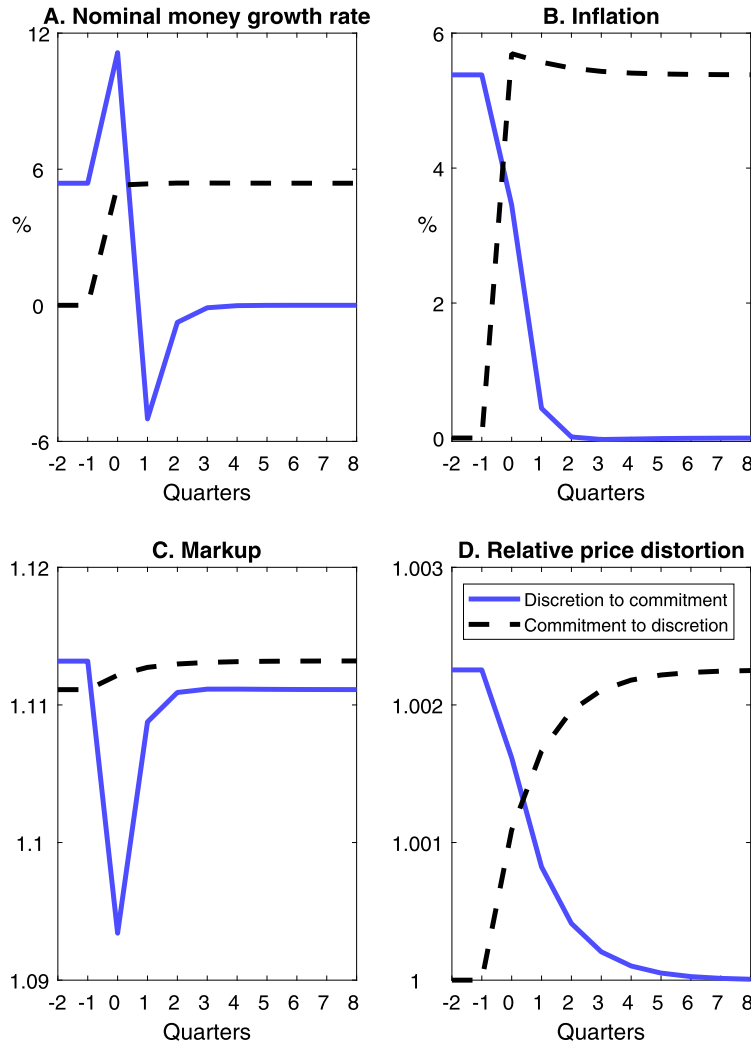 A. Nominal money growth rate
12
6
%
0
-6
-2 -1 0 1 2 3 4 5 6 7 8
Quarters
B. Inflation
6
4
%
2
0
-2 -1 0 1 2 3 4 5 6 7 8
Quarters
C. Markup
1.12
1.11
1.1
1.09
-2 -1 0 1 2 3 4 5 6 7 8
Quarters
D. Relative price distortion
1.003
Discretion to commitment
Commitment to discretion
1.002
1.001
1
-2 -1 0 1 2 3 4 5 6 7 8
Quarters